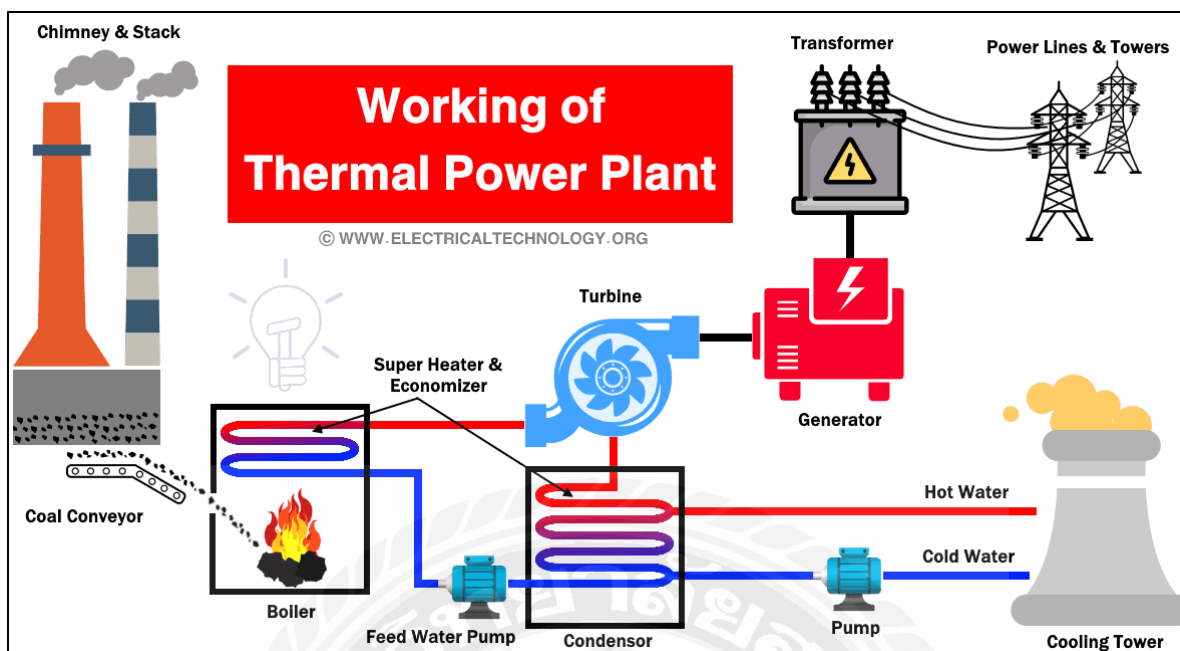 Chimney & Stack
Transformer
Power Lines & Towers
Working of
Thermal Power Plant
© WWW.ELECTRICALTECHNOLOGY.ORG
Turbine
Super Heater &
Economizer
Generator
Coal Conveyor
Hot Water
Cold Water
Boiler
Feed Water Pump
Condensor
Pump
Cooling Tower